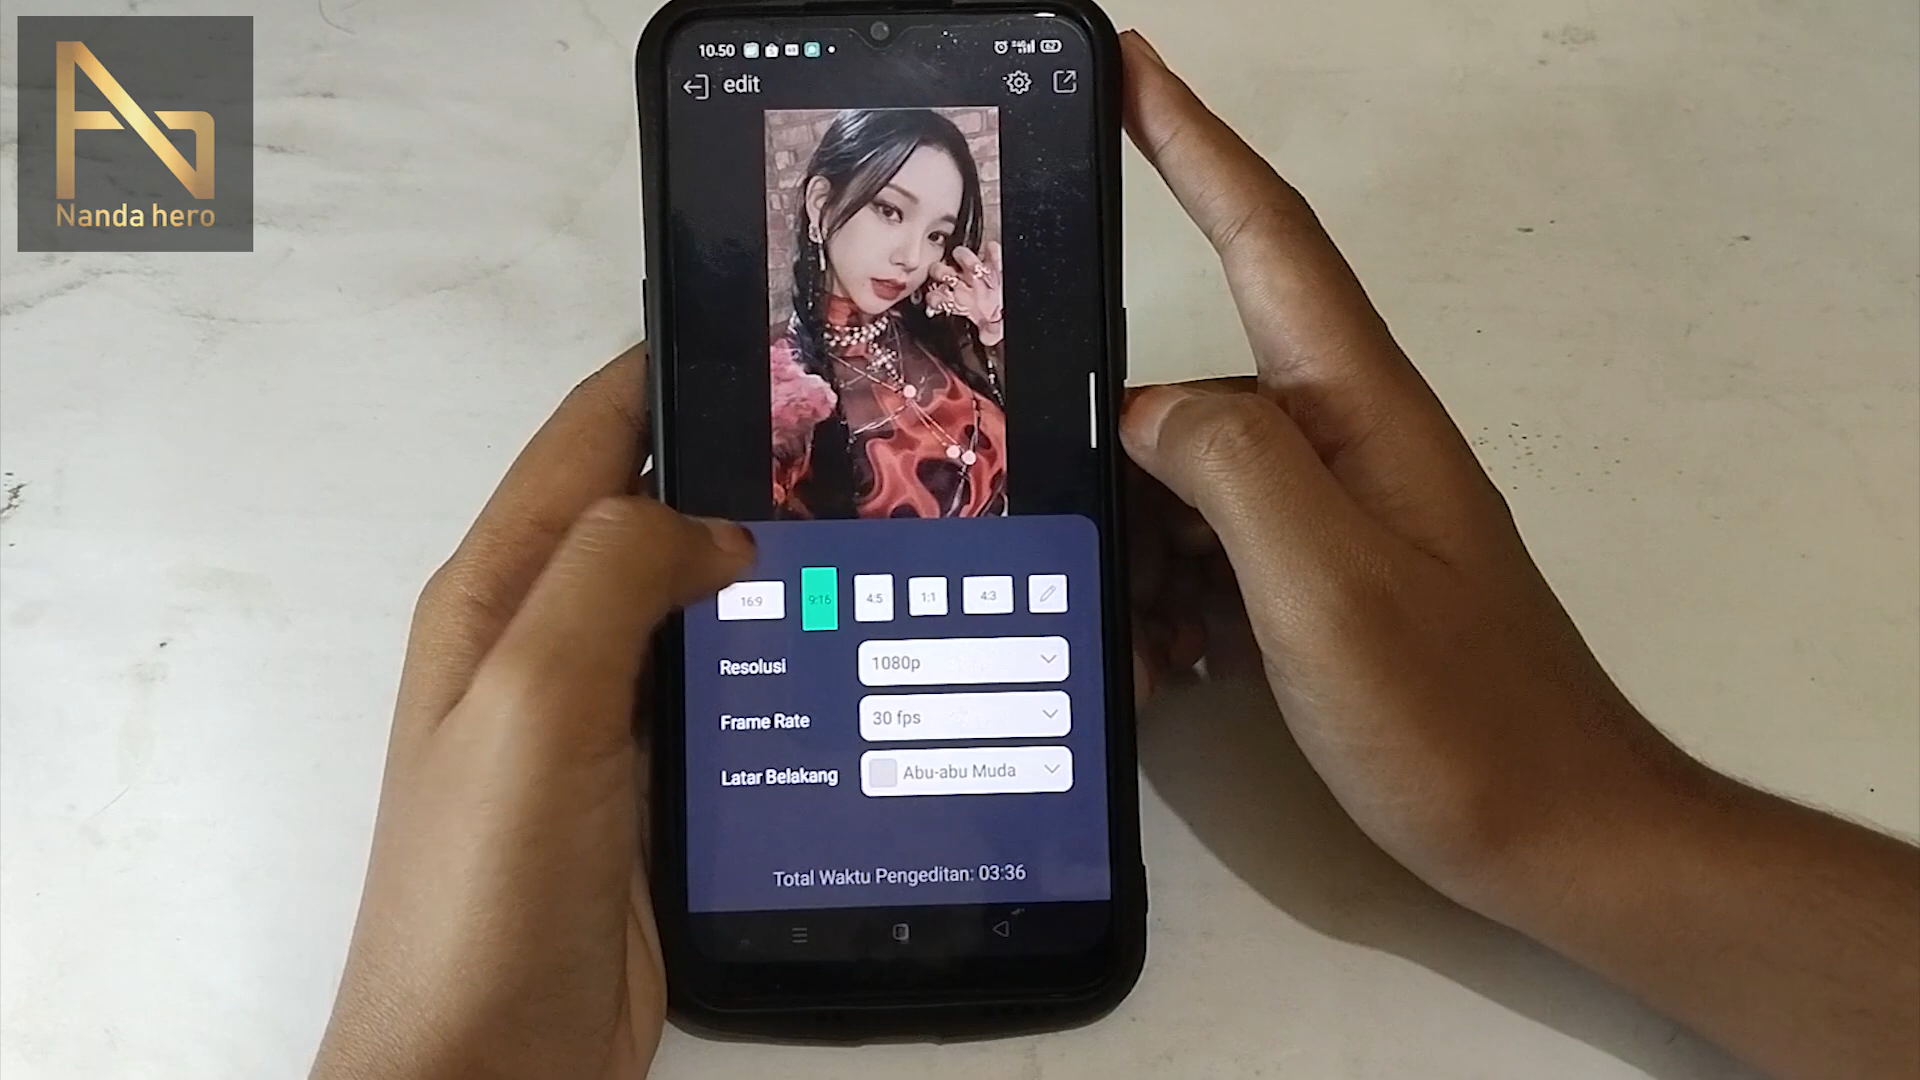 Nanda hero
10.50
edit
16:9
9:16
4:5
1:1
4:3
Resolusi
1080p
Frame Rate
30 fps
Latar Belakang
Abu-abu Muda
Total Waktu Pengeditan: 03:36